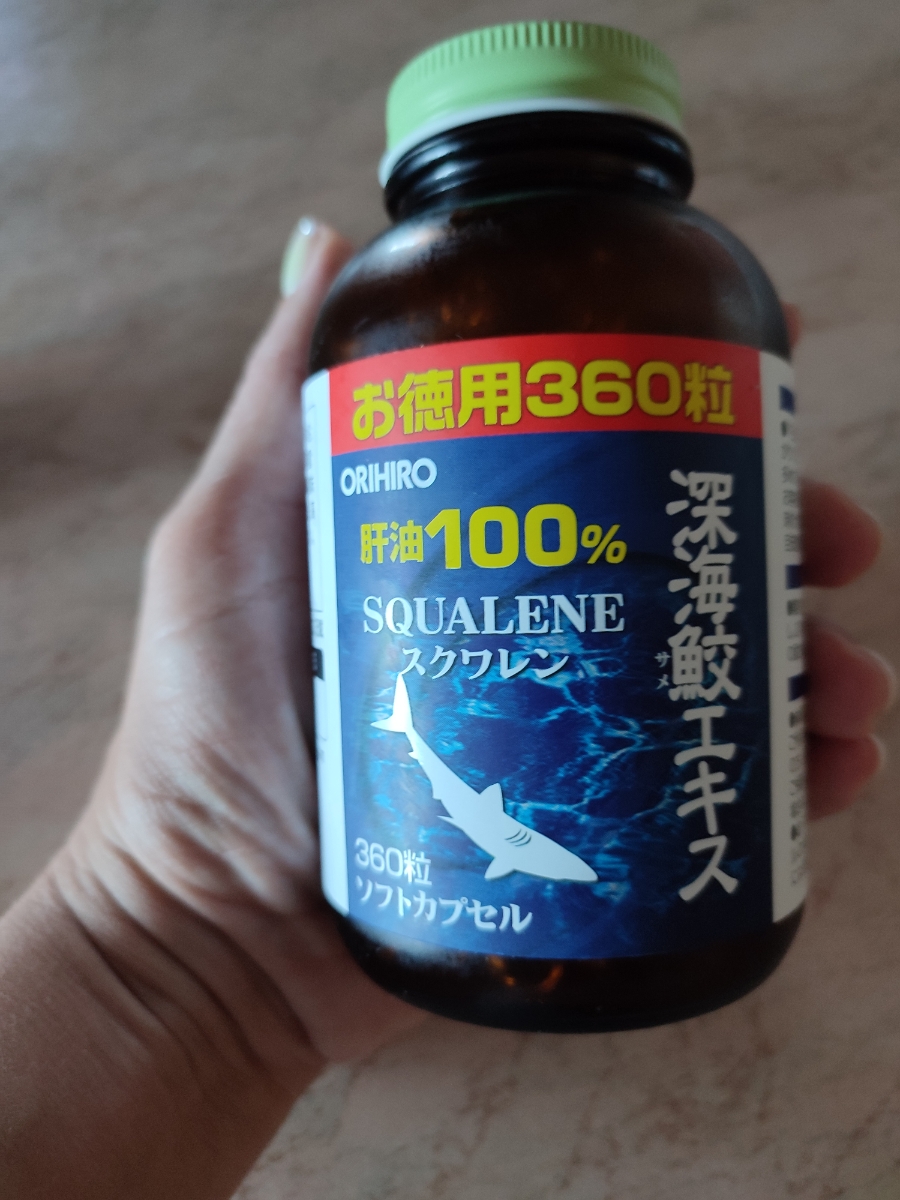 お徳用360粒
ORIHIRO
肝油100%
SQUALENE
スクワレン
深海鮫エキス
サメ
360粒
ソフトカプセル